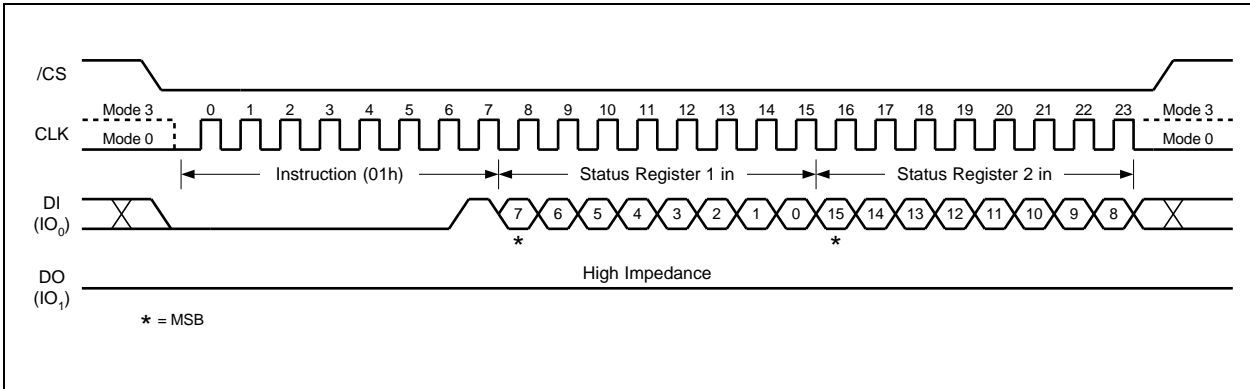 /CS
Mode 3 0 1 2 3 4 5 6 7 8 9 10 11 12 13 14 15 16 17 18 19 20 21 22 23 Mode 3
CLK Mode 0 Mode 0
Instruction (01h) Status Register 1 in Status Register 2 in
DI
(IO0) 7 6 5 4 3 2 1 0 15 14 13 12 11 10 9 8
* *
High Impedance
DO
(IO1)
* = MSB